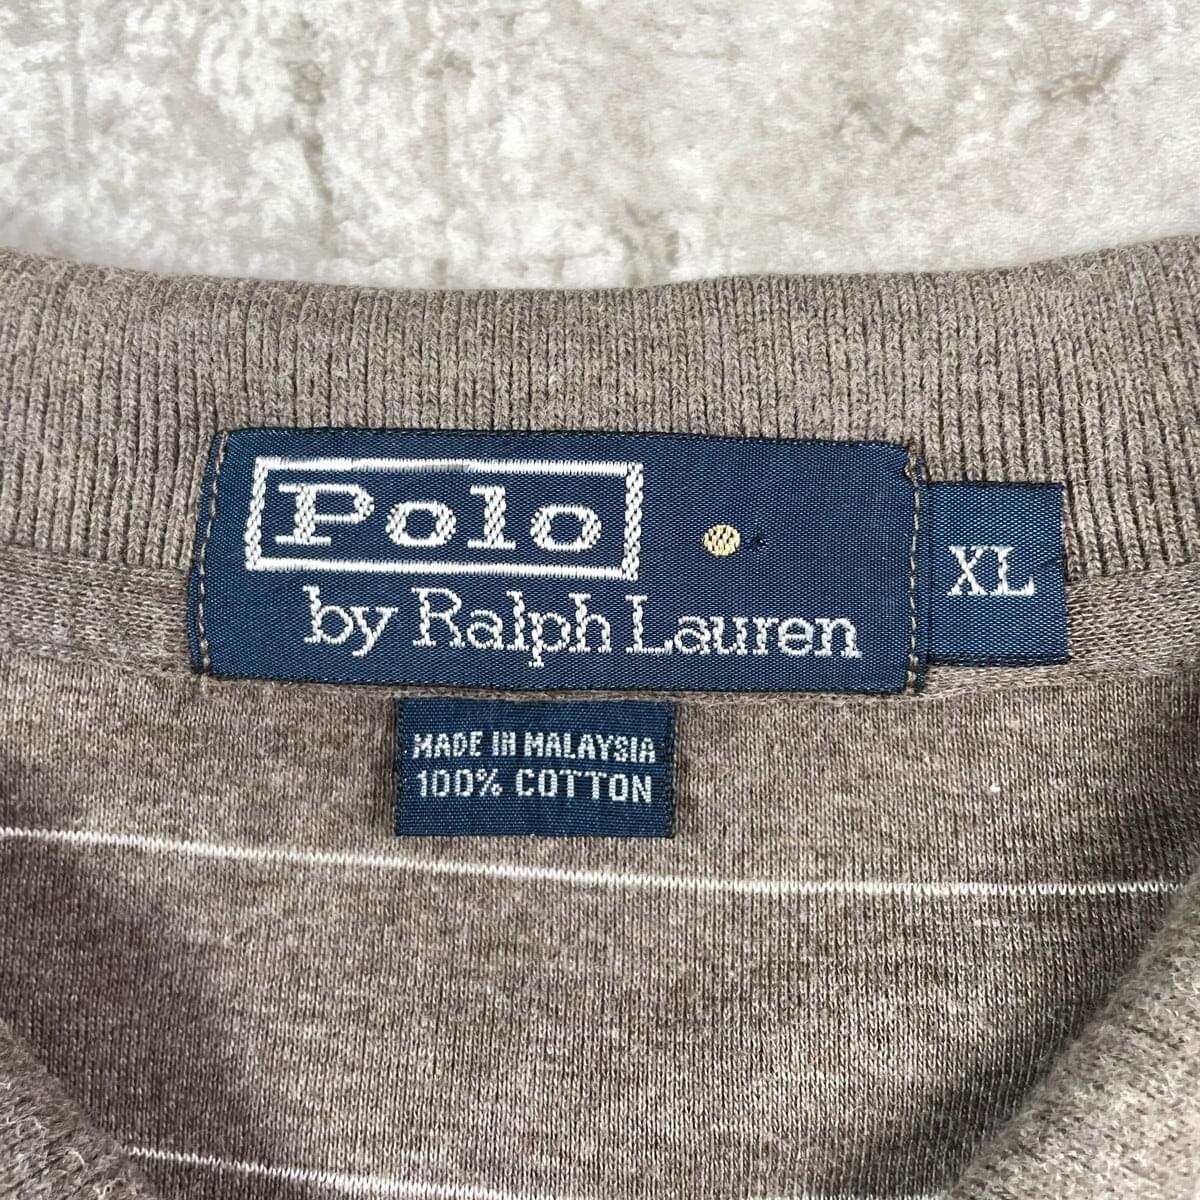 Polo
by Ralph Lauren
XL
MADE IN MALAYSIA
100% COTTON